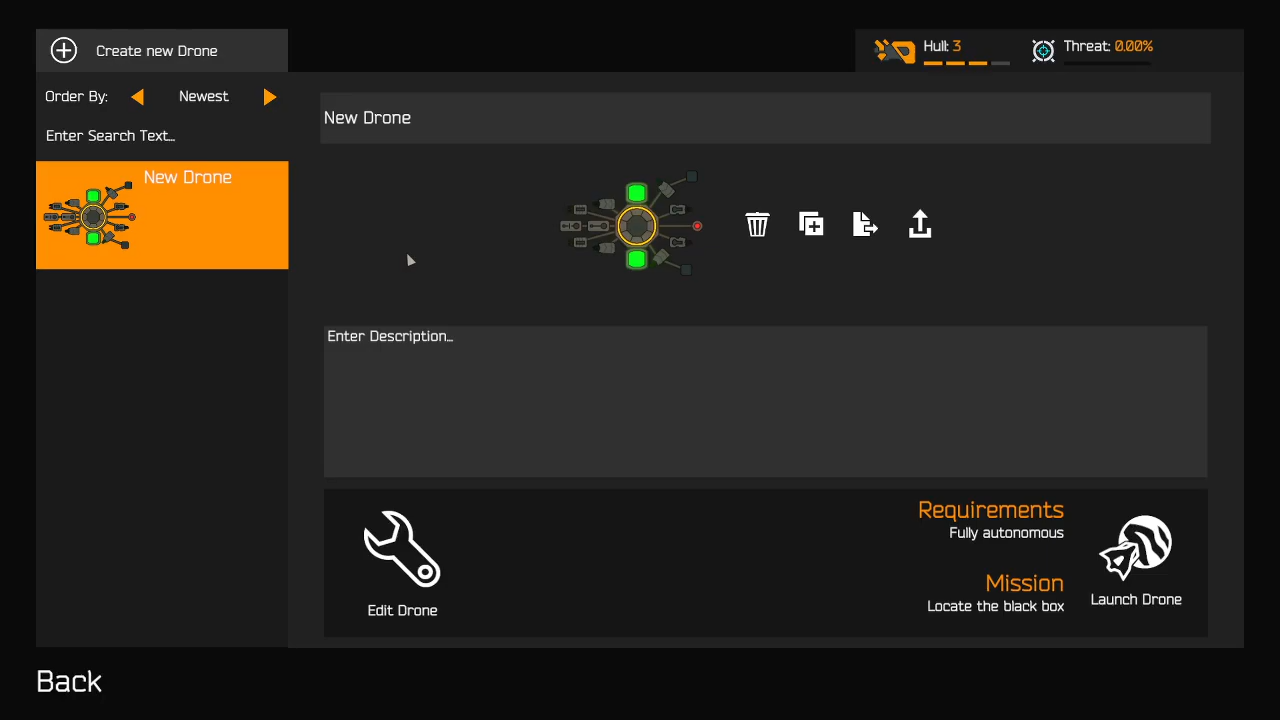 Create new Drone
Hull: 3
Threat: 0.00%
Order By:
Newest
Enter Search Text...
New Drone
New Drone
Enter Description...
Edit Drone
Requirements
Fully autonomous
Mission
Locate the black box
Launch Drone
Back